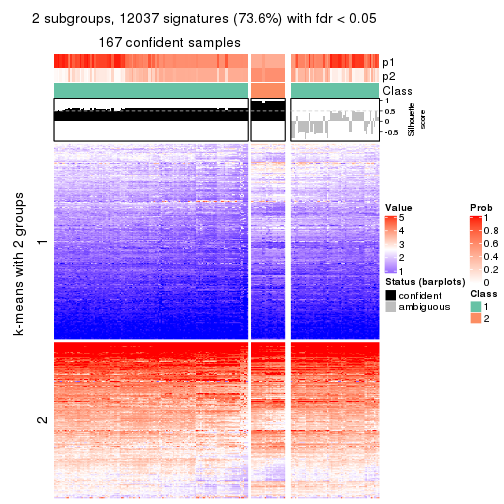 2 subgroups, 12037 signatures (73.6%) with fdr < 0.05
167 confident samples
p1
p2
Class
1
0.5
0
-0.5
Silhouette
score
k-means with 2 groups
1
2
Value
5
4
3
2
1
Status (barplots)
confident
ambiguous
Prob
1
0.8
0.6
0.4
0.2
0
Class
1
2